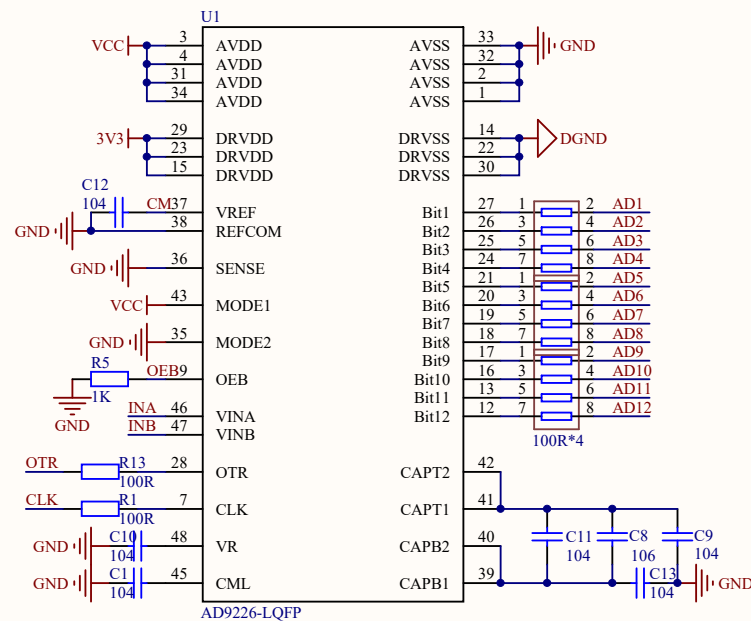 U1
VCC 3 AVDD AVSS 33 GND
4 AVDD AVSS 32
31 AVDD AVSS 2
34 AVDD AVSS 1
3V3 29 DRVDD DRVSS 14 DGND
23 DRVDD DRVSS 22
15 DRVDD DRVSS 30
C12
104 CM 37 VREF Bit1 27 1 2 AD1
GND 38 REFCOM Bit2 26 3 4 AD2
Bit3 25 5 6 AD3
GND 36 SENSE Bit4 24 7 8 AD4
Bit5 21 1 2 AD5
VCC 43 MODE1 Bit6 20 3 4 AD6
Bit7 19 5 6 AD7
GND 35 MODE2 Bit8 18 7 8 AD8
R5 Bit9 17 1 2 AD9
OEB 9 OEB Bit10 16 3 4 AD10
1K Bit11 13 5 6 AD11
INA 46 VINA Bit12 12 7 8 AD12
GND
INB 47 VINB
100R*4
OTR R13 28 OTR CAPT2 42
100R
CLK R1 7 CLK CAPT1 41
100R
C10 C11 C8 C9
GND 104 48 VR CAPB2 40 104 106 104
C1 C13
GND 104 45 CML CAPB1 39 104 GND
AD9226-LQFP